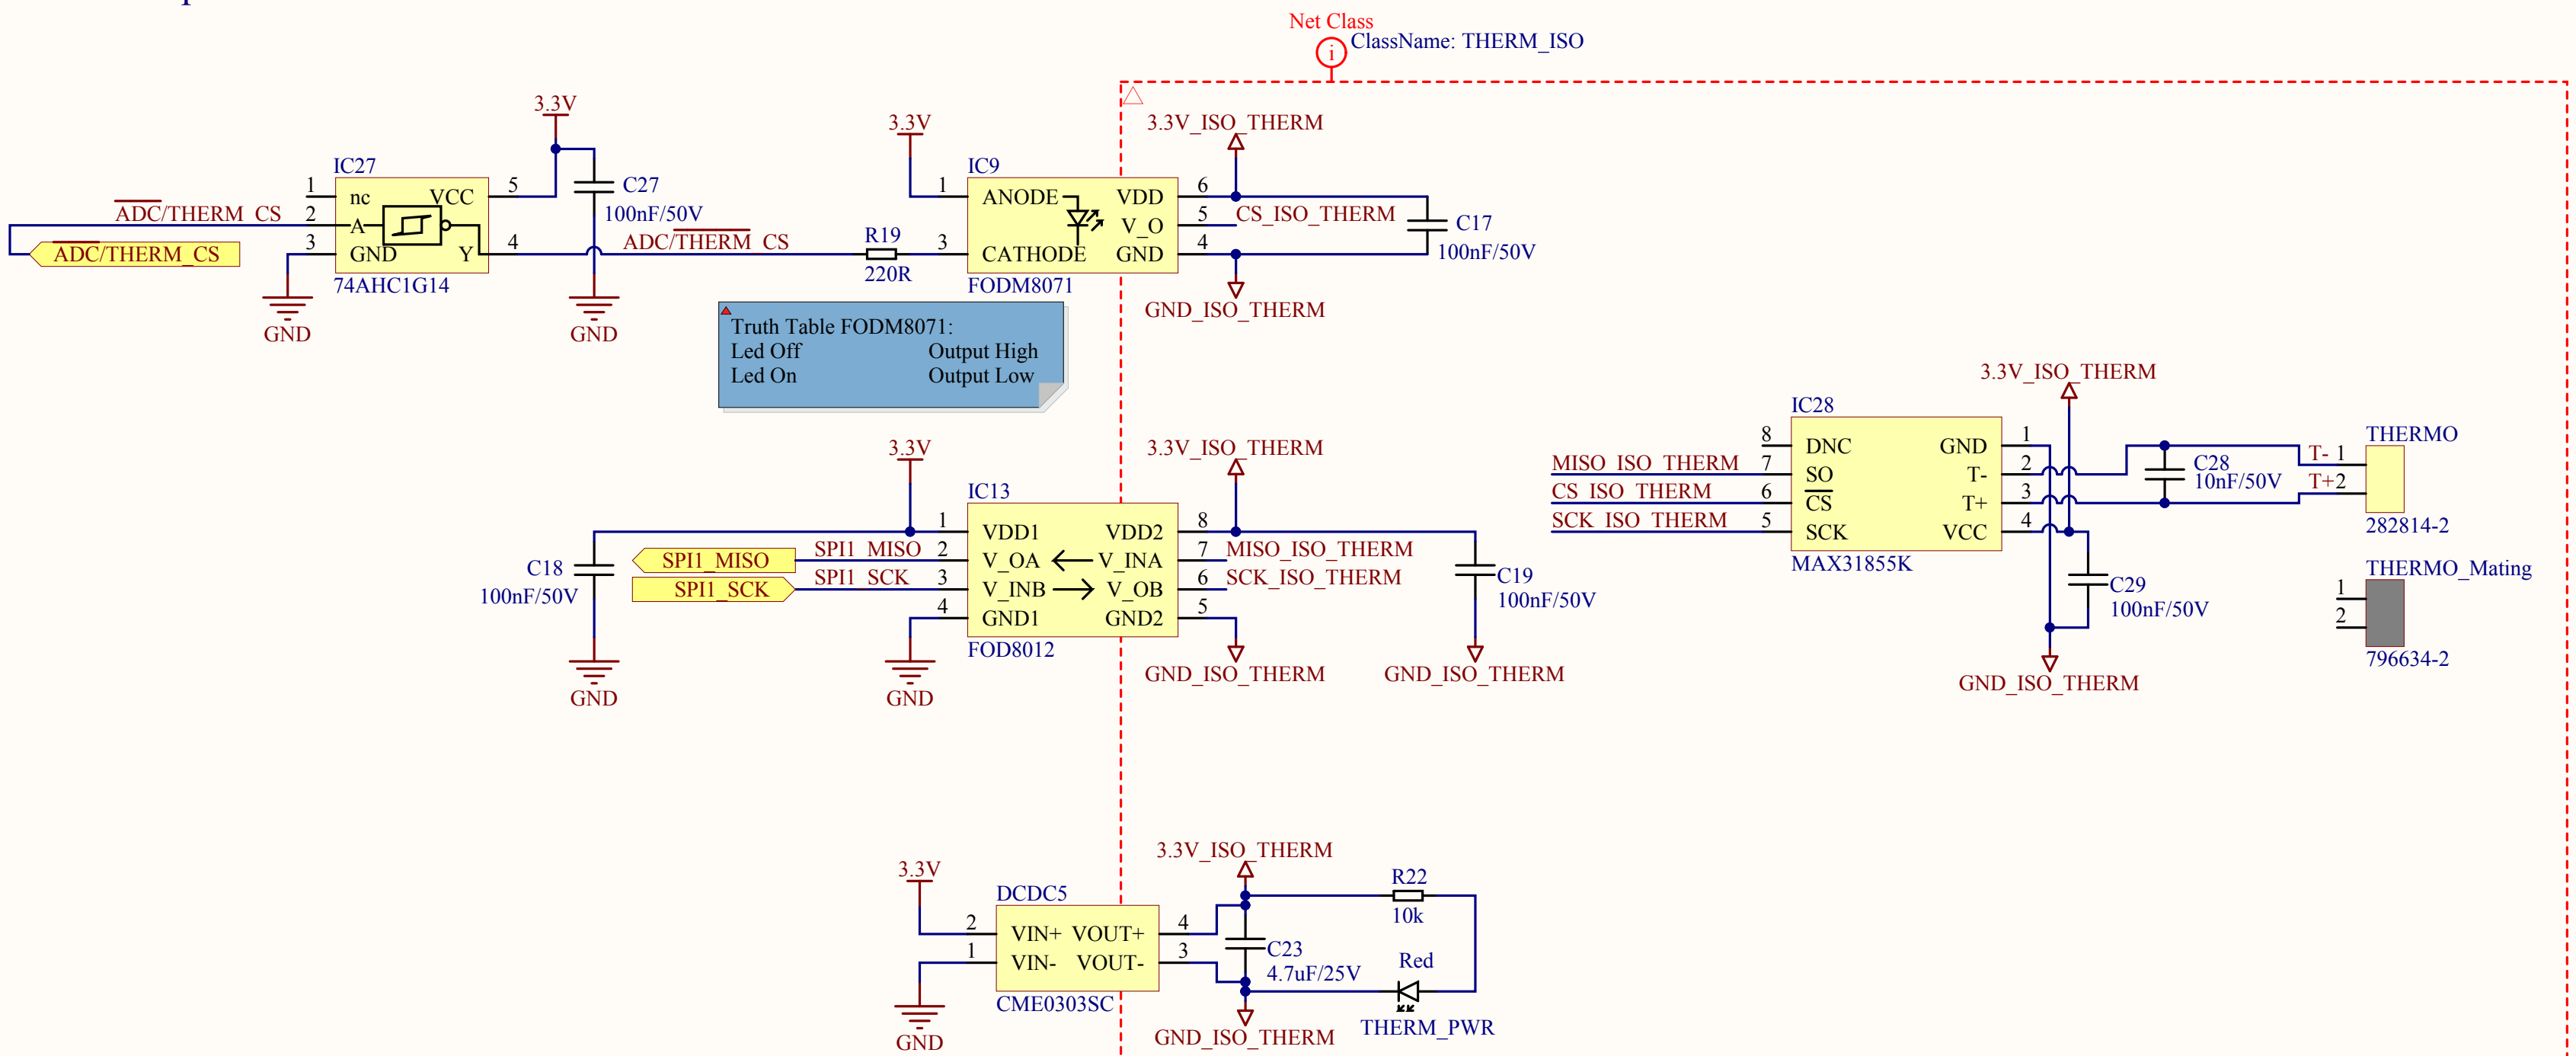 Net Class
ClassName: THERM_ISO
3.3V
IC27
1 nc VCC 5
ADC/THERM_CS 2 A
3 GND Y 4
ADC/THERM_CS
74AHC1G14
GND
C27
100nF/50V
GND
ADC/THERM_CS
R19
220R
3.3V
IC9
1 ANODE VDD 6
V_O 5
3 CATHODE GND 4
FODM8071
3.3V_ISO_THERM
CS_ISO_THERM
C17
100nF/50V
GND_ISO_THERM
Truth Table FODM8071:
Led Off Output High
Led On Output Low
3.3V
IC13
1 VDD1 VDD2 8
SPI1_MISO SPI1_MISO 2 V_OA V_INA 7 MISO_ISO_THERM
SPI1_SCK SPI1_SCK 3 V_INB V_OB 6 SCK_ISO_THERM
4 GND1 GND2 5
FOD8012
C18
100nF/50V
GND
GND
3.3V_ISO_THERM
C19
100nF/50V
GND_ISO_THERM
GND_ISO_THERM
3.3V_ISO_THERM
IC28
8 DNC GND 1
MISO_ISO_THERM 7 SO T- 2
CS_ISO_THERM 6 CS T+ 3
SCK_ISO_THERM 5 SCK VCC 4
MAX31855K
C28
10nF/50V
THERMO
T- 1
T+ 2
282814-2
C29
100nF/50V
GND_ISO_THERM
THERMO_Mating
1
2
796634-2
3.3V
DCDC5
2 VIN+ VOUT+ 4
1 VIN- VOUT- 3
CME0303SC
GND
3.3V_ISO_THERM
R22
10k
C23
4.7uF/25V
Red
THERM_PWR
GND_ISO_THERM